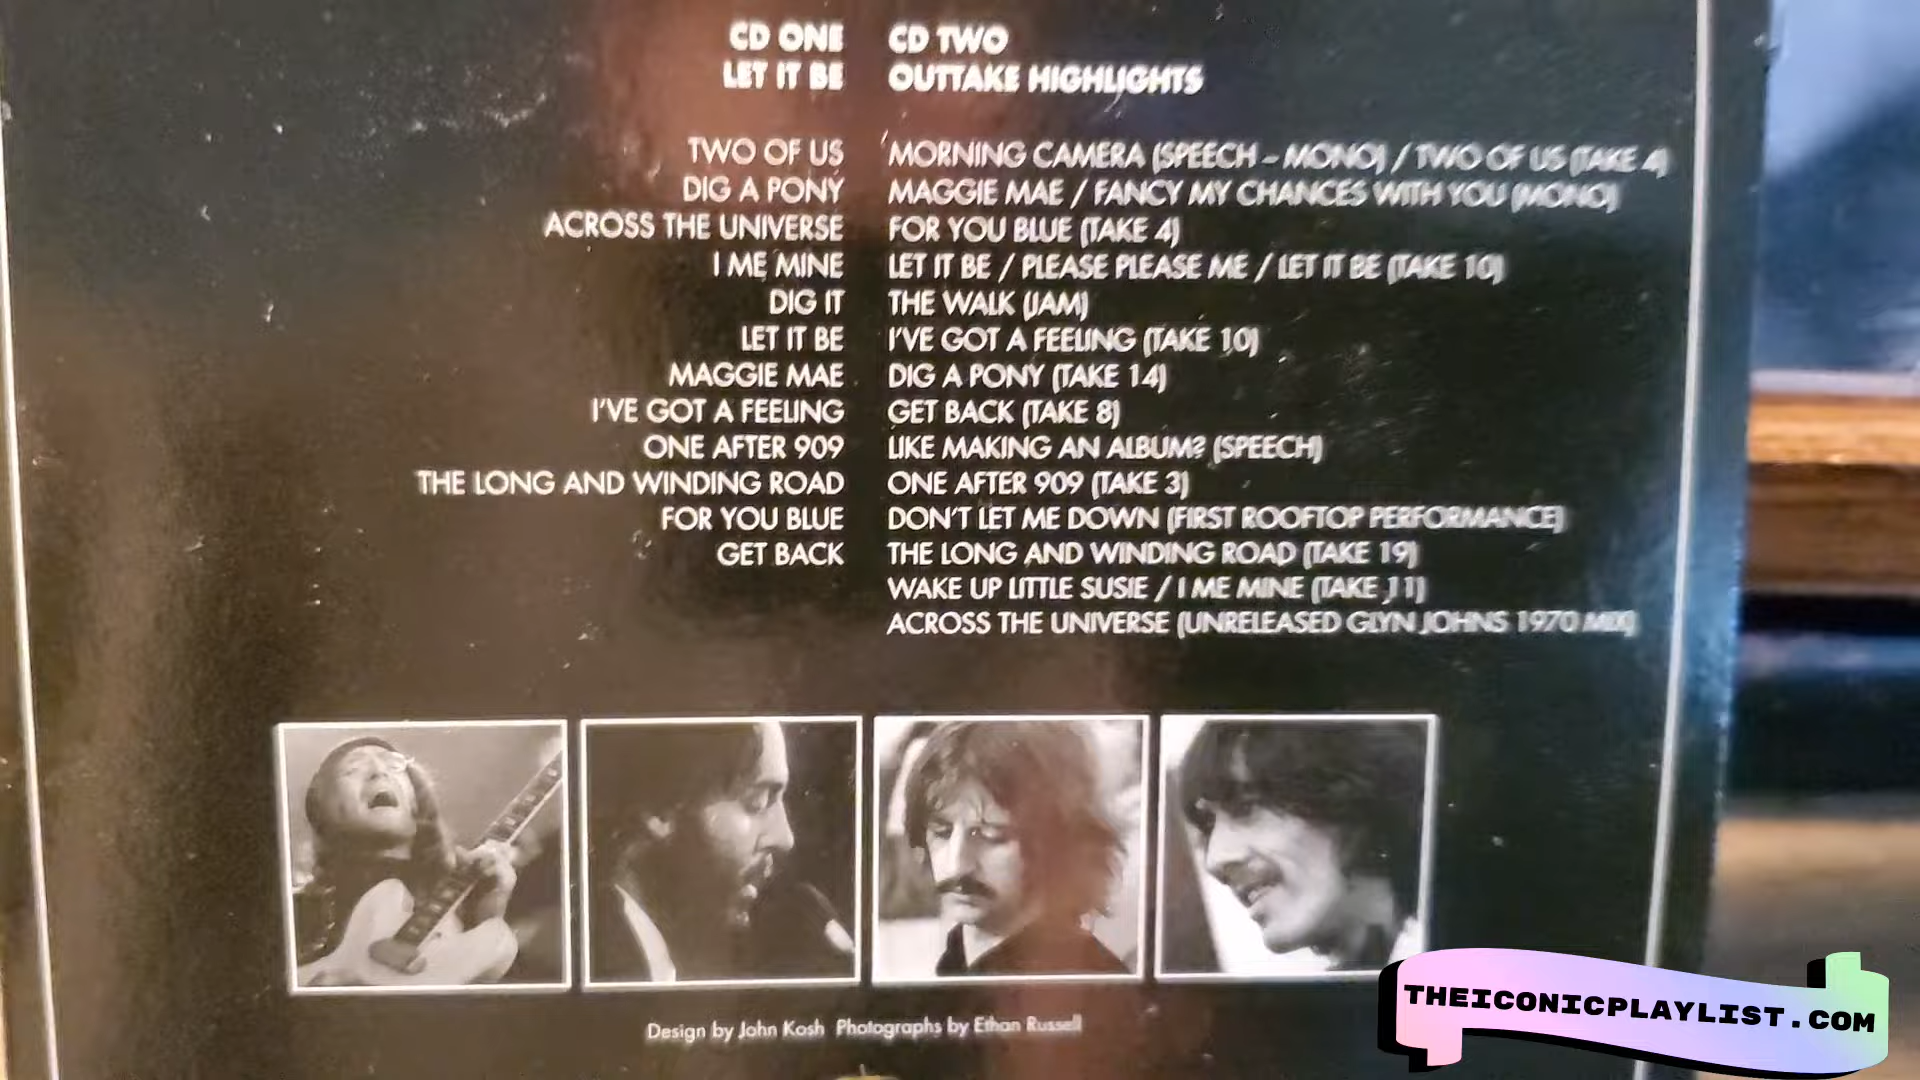 CD ONE
LET IT BE
TWO OF US
DIG A PONY
ACROSS THE UNIVERSE
I ME MINE
DIG IT
LET IT BE
MAGGIE MAE
I'VE GOT A FEELING
ONE AFTER 909
THE LONG AND WINDING ROAD
FOR YOU BLUE
GET BACK
CD TWO
OUTTAKE HIGHLIGHTS
MORNING CAMERA (SPEECH – MONO) / TWO OF US (TAKE 4)
MAGGIE MAE / FANCY MY CHANCES WITH YOU (MONO)
FOR YOU BLUE (TAKE 4)
LET IT BE / PLEASE PLEASE ME / LET IT BE (TAKE 10)
THE WALK (JAM)
I'VE GOT A FEELING (TAKE 10)
DIG A PONY (TAKE 14)
GET BACK (TAKE 8)
LIKE MAKING AN ALBUM? (SPEECH)
ONE AFTER 909 (TAKE 3)
DON'T LET ME DOWN (FIRST ROOFTOP PERFORMANCE)
THE LONG AND WINDING ROAD (TAKE 19)
WAKE UP LITTLE SUSIE / I ME MINE (TAKE 11)
ACROSS THE UNIVERSE (UNRELEASED GLYN JOHNS 1970 MIX)
Design by John Kosh Photographs by Ethan Russell
THEICONICPLAYLIST.COM